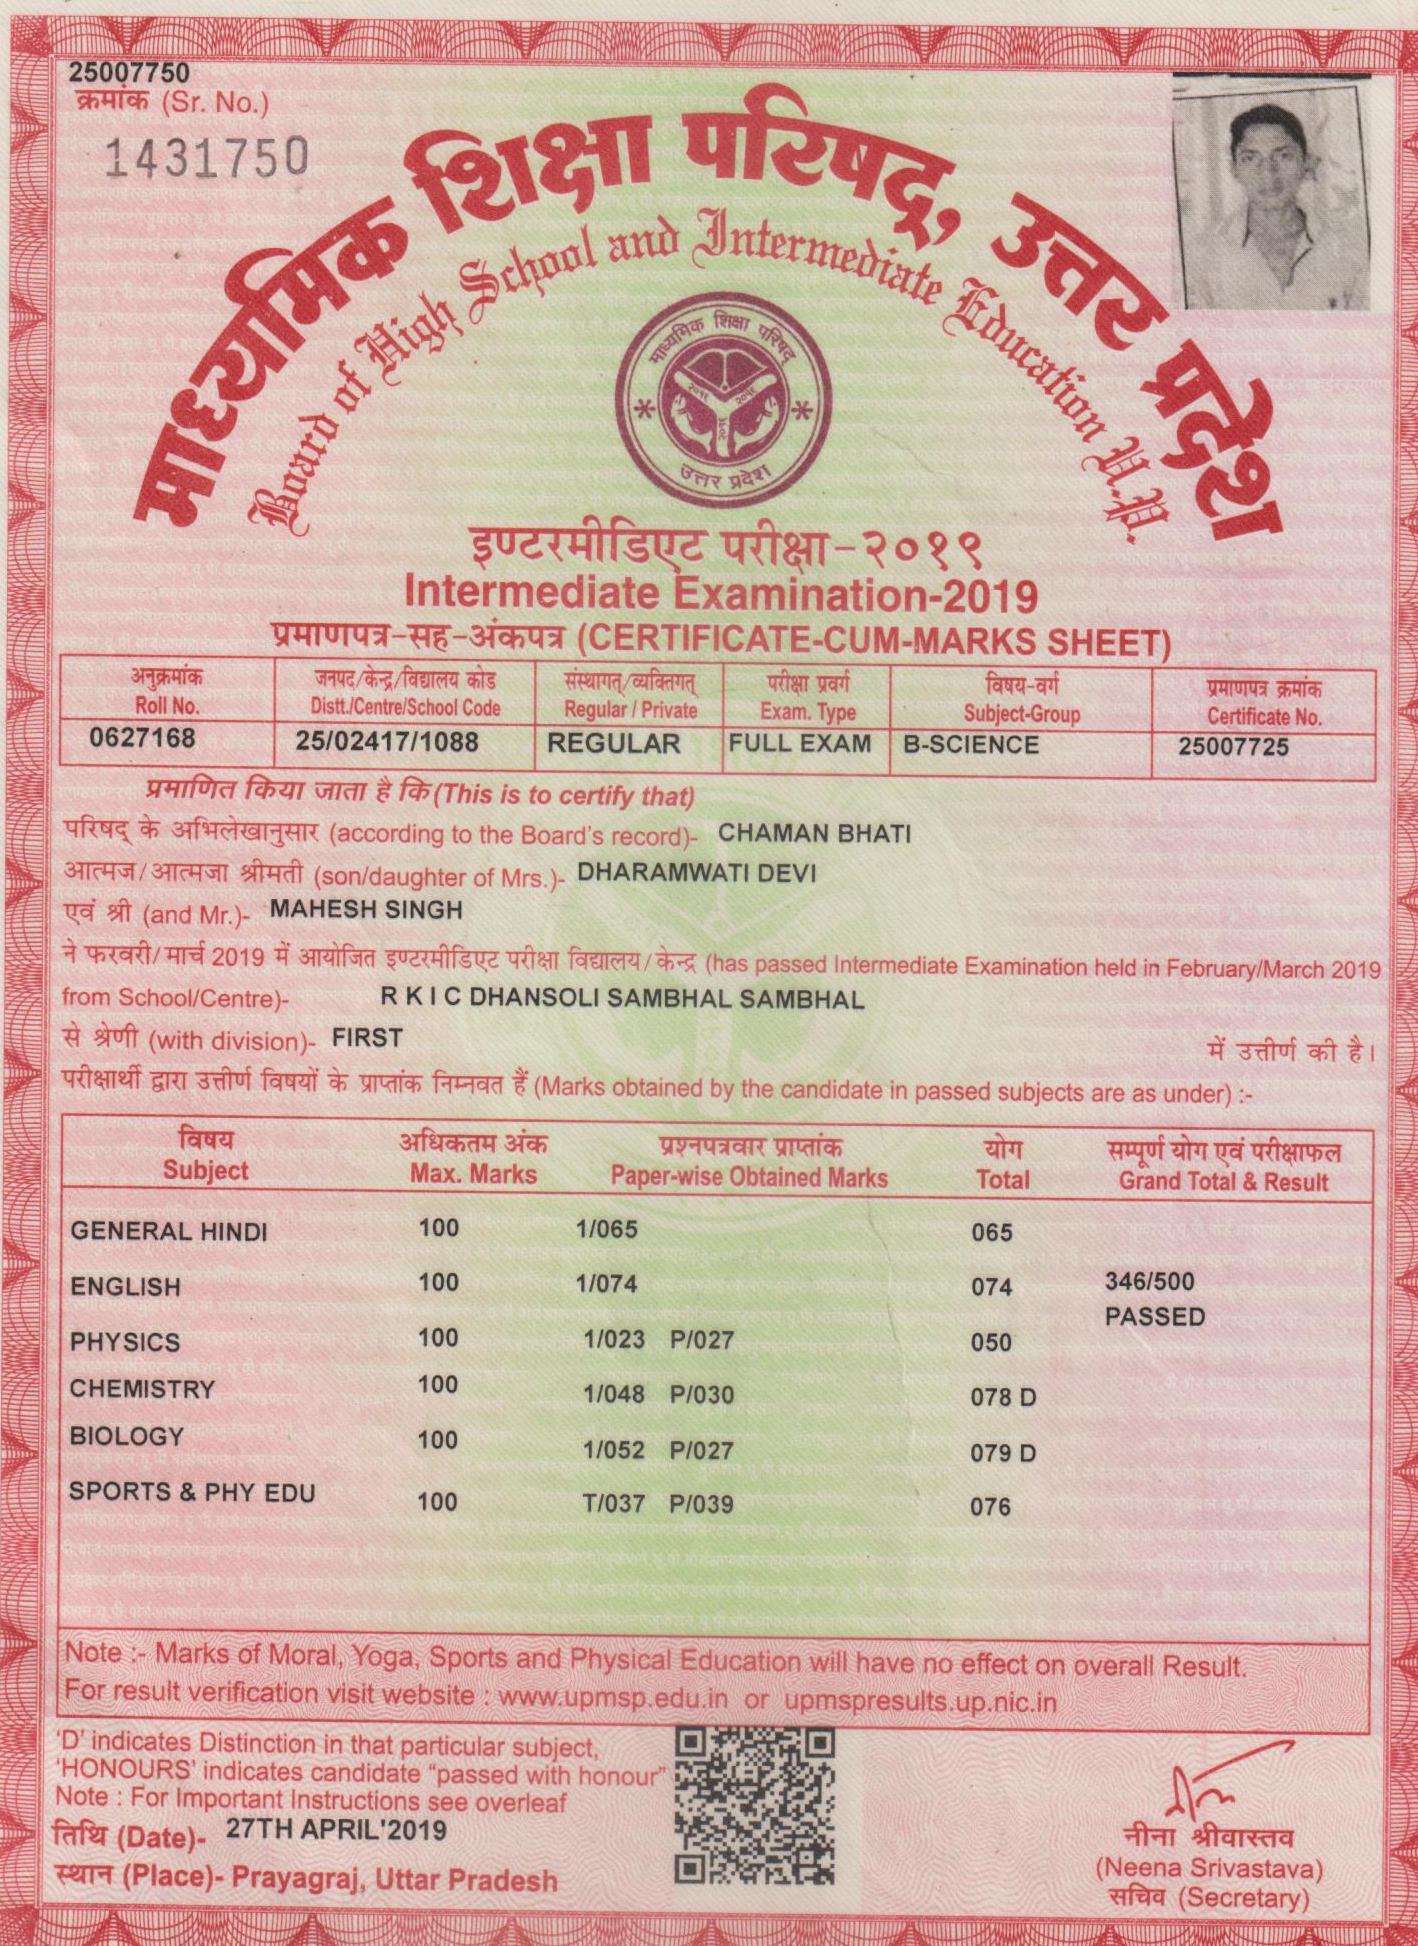 25007750
क्रमांक (Sr. No.)
1431750
माध्यमिक शिक्षा परिषद्, उत्तर प्रदेश
Board of High School and Intermediate Education U.P.
माध्यमिक शिक्षा परिषद्
२०१९ २०१९
२०१९
उत्तर प्रदेश
इण्टरमीडिएट परीक्षा-२०१९
Intermediate Examination-2019
प्रमाणपत्र-सह-अंकपत्र (CERTIFICATE-CUM-MARKS SHEET)
अनुक्रमांक जनपद/केन्द्र/विद्यालय कोड संस्थागत्/व्यक्तिगत् परीक्षा प्रवर्ग विषय-वर्ग प्रमाणपत्र क्रमांक
Roll No. Distt./Centre/School Code Regular / Private Exam. Type Subject-Group Certificate No.
0627168 25/02417/1088 REGULAR FULL EXAM B-SCIENCE 25007725
प्रमाणित किया जाता है कि (This is to certify that)
परिषद् के अभिलेखानुसार (according to the Board's record)- CHAMAN BHATI
आत्मज/आत्मजा श्रीमती (son/daughter of Mrs.)- DHARAMWATI DEVI
एवं श्री (and Mr.)- MAHESH SINGH
ने फरवरी/मार्च 2019 में आयोजित इण्टरमीडिएट परीक्षा विद्यालय/केन्द्र (has passed Intermediate Examination held in February/March 2019
from School/Centre)- R K I C DHANSOLI SAMBHAL SAMBHAL
से श्रेणी (with division)- FIRST में उत्तीर्ण की है।
परीक्षार्थी द्वारा उत्तीर्ण विषयों के प्राप्तांक निम्नवत हैं (Marks obtained by the candidate in passed subjects are as under) :-
विषय अधिकतम अंक प्रश्नपत्रवार प्राप्तांक योग सम्पूर्ण योग एवं परीक्षाफल
Subject Max. Marks Paper-wise Obtained Marks Total Grand Total & Result
GENERAL HINDI 100 1/065 065
ENGLISH 100 1/074 074 346/500
PASSED
PHYSICS 100 1/023 P/027 050
CHEMISTRY 100 1/048 P/030 078 D
BIOLOGY 100 1/052 P/027 079 D
SPORTS & PHY EDU 100 T/037 P/039 076
Note :- Marks of Moral, Yoga, Sports and Physical Education will have no effect on overall Result.
For result verification visit website : www.upmsp.edu.in or upmspresults.up.nic.in
'D' indicates Distinction in that particular subject,
'HONOURS' indicates candidate "passed with honour"
Note : For Important Instructions see overleaf
तिथि (Date)- 27TH APRIL'2019
स्थान (Place)- Prayagraj, Uttar Pradesh
नीना श्रीवास्तव
(Neena Srivastava)
सचिव (Secretary)